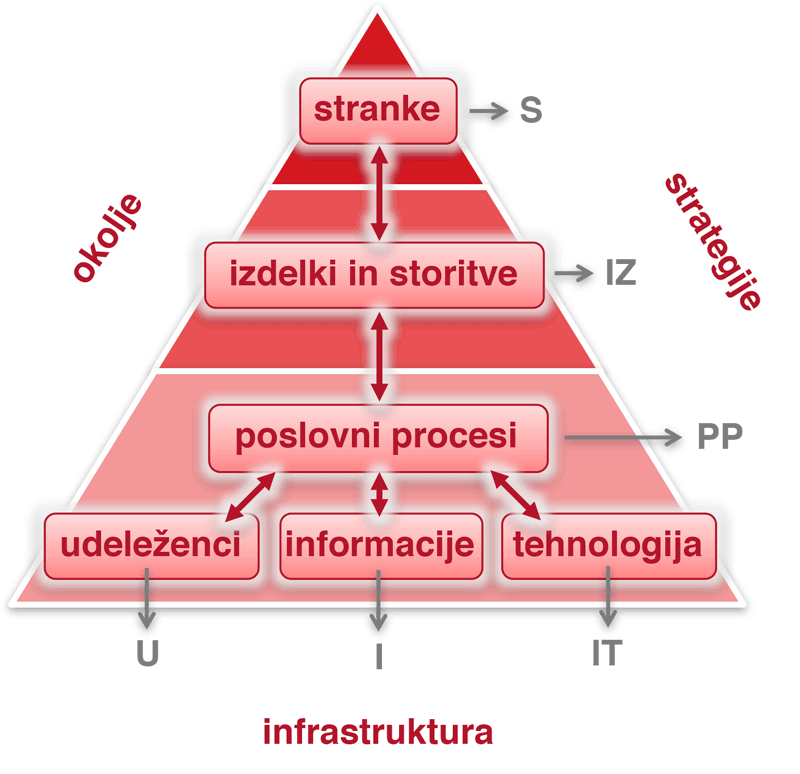 stranke
S
okolje
strategije
izdelki in storitve
IZ
poslovni procesi
PP
udeleženci
informacije
tehnologija
U
I
IT
infrastruktura